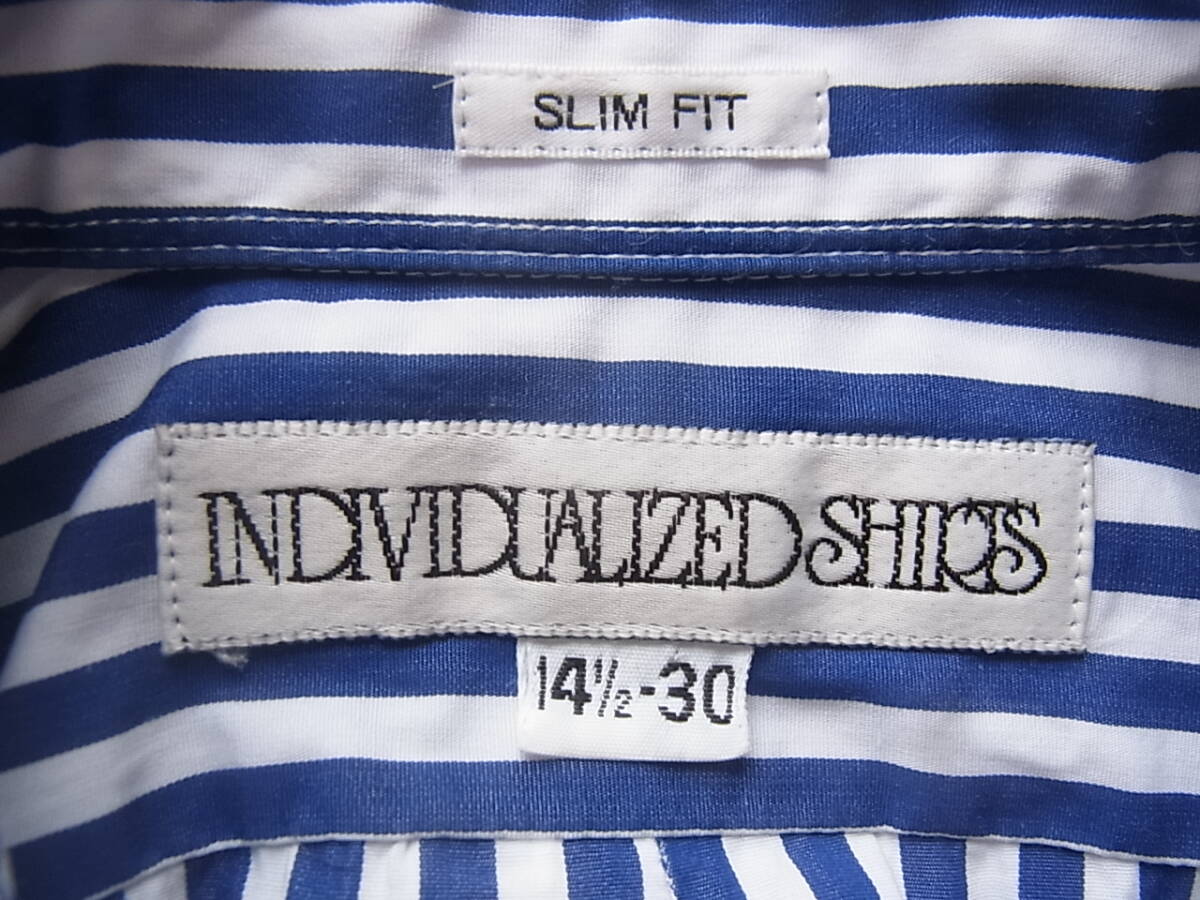 SLIM FIT
INDIVIDUALIZED SHIRTS
14½-30